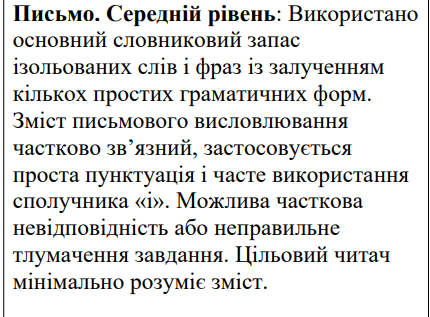 Письмо. Середній рівень: Використано
основний словниковий запас
ізольованих слів і фраз із залученням
кількох простих граматичних форм.
Зміст письмового висловлювання
частково зв’язний, застосовується
проста пунктуація і часте використання
сполучника «і». Можлива часткова
невідповідність або неправильне
тлумачення завдання. Цільовий читач
мінімально розуміє зміст.